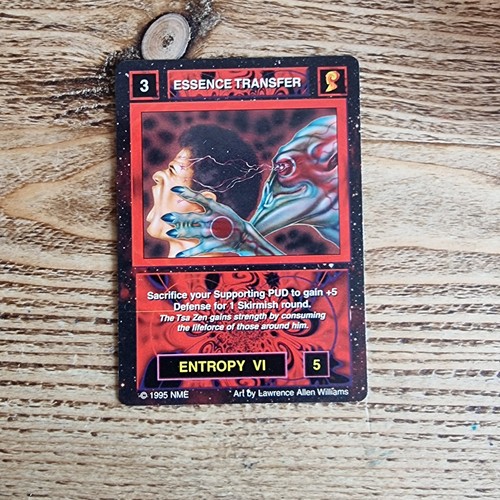 3
ESSENCE TRANSFER
Sacrifice your Supporting PUD to gain +5
Defense for 1 Skirmish round.
The Tsa Zen gains strength by consuming
the lifeforce of those around him.
ENTROPY VI
5
© 1995 NME
Art by Lawrence Allen Williams